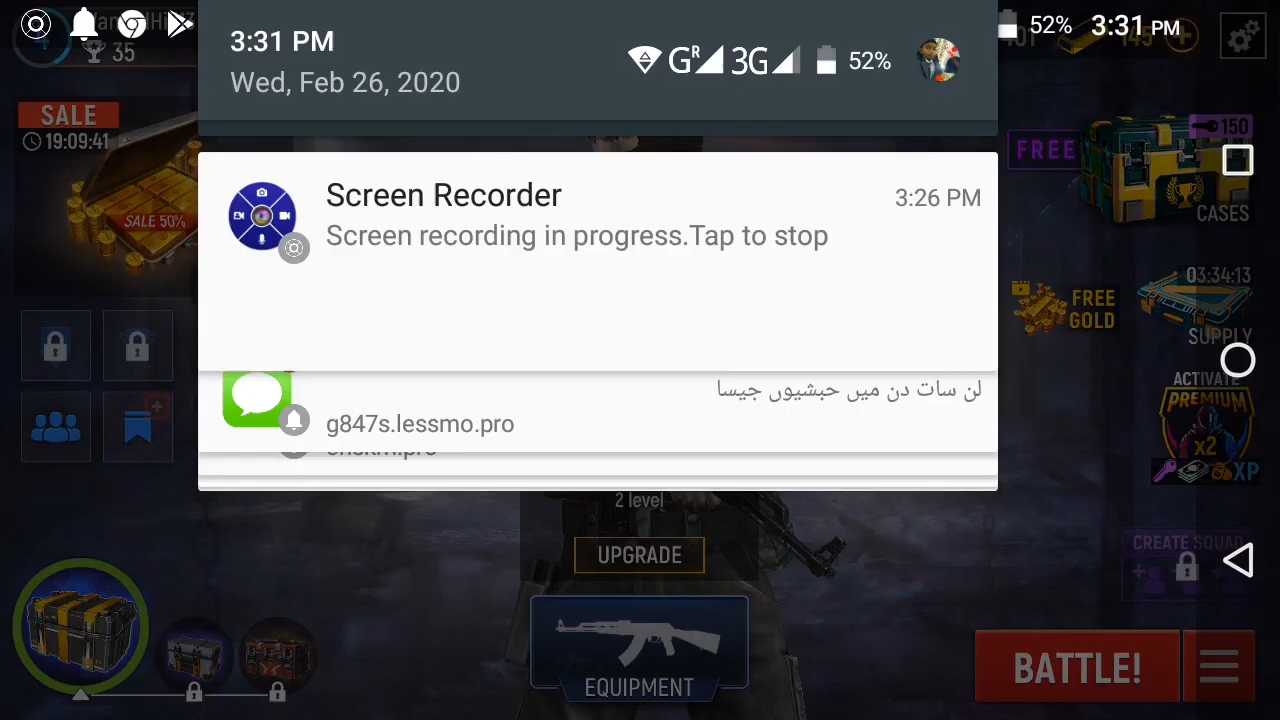 35
3:31 PM
Wed, Feb 26, 2020
G R 3G 52%
52% 3:31 PM
145
SALE
19:09:41
SALE 50%
Screen Recorder
3:26 PM
Screen recording in progress.Tap to stop
لن سات دن میں حبشیوں جیسا
g847s.lessmo.pro
FREE
150
CASES
03:34:13
FREE
GOLD
SUPPLY
ACTIVATE
PREMIUM
x2
XP
2 level
UPGRADE
EQUIPMENT
CREATE SQUAD
BATTLE!